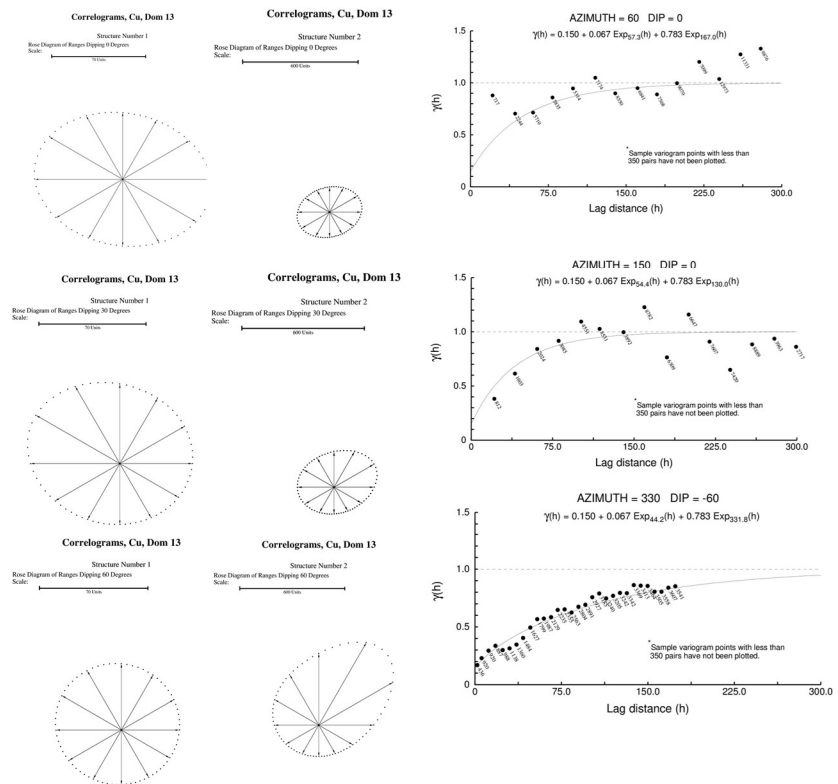 Correlograms, Cu, Dom 13
Structure Number 1
Rose Diagram of Ranges Dipping 0 Degrees
Scale:
70 Units
Correlograms, Cu, Dom 13
Structure Number 2
Rose Diagram of Ranges Dipping 0 Degrees
Scale:
600 Units
AZIMUTH = 60 DIP = 0
γ(h) = 0.150 + 0.067 Exp57.3(h) + 0.783 Exp167.0(h)
1.5
1.0
0.5
0
γ(h)
* Sample variogram points with less than
350 pairs have not been plotted.
0 75.0 150.0 225.0 300.0
Lag distance (h)
Correlograms, Cu, Dom 13
Structure Number 1
Rose Diagram of Ranges Dipping 30 Degrees
Scale:
70 Units
Correlograms, Cu, Dom 13
Structure Number 2
Rose Diagram of Ranges Dipping 30 Degrees
Scale:
600 Units
AZIMUTH = 150 DIP = 0
γ(h) = 0.150 + 0.067 Exp54.4(h) + 0.783 Exp130.0(h)
1.5
1.0
0.5
0
γ(h)
* Sample variogram points with less than
350 pairs have not been plotted.
0 75.0 150.0 225.0 300.0
Lag distance (h)
Correlograms, Cu, Dom 13
Structure Number 1
Rose Diagram of Ranges Dipping 60 Degrees
Scale:
70 Units
Correlograms, Cu, Dom 13
Structure Number 2
Rose Diagram of Ranges Dipping 60 Degrees
Scale:
600 Units
AZIMUTH = 330 DIP = -60
γ(h) = 0.150 + 0.067 Exp44.2(h) + 0.783 Exp331.8(h)
1.5
1.0
0.5
0
γ(h)
* Sample variogram points with less than
350 pairs have not been plotted.
0 75.0 150.0 225.0 300.0
Lag distance (h)